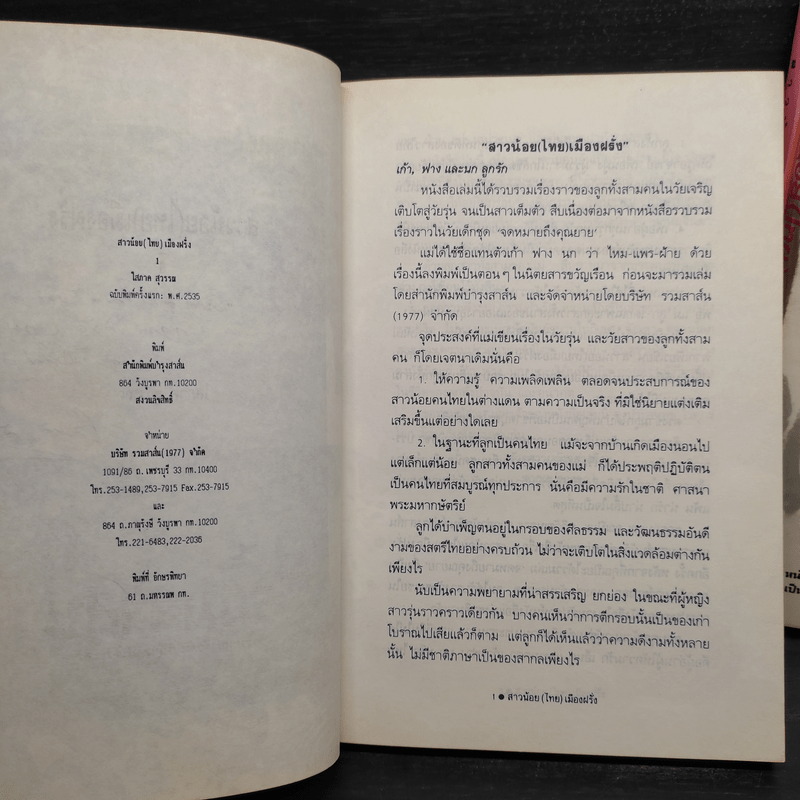 สาวน้อย(ไทย)เมืองฝรั่ง
1
ใสภาค สุวรรณ
ฉบับพิมพ์ครั้งแรก: พ.ศ.2535
พิมพ์
สำนักพิมพ์บำรุงสาส์น
864 วังบูรพา กท.10200
สงวนลิขสิทธิ์
จำหน่าย
บริษัท รวมสาส์น(1977) จำกัด
1091/86 ถ.เพชรบุรี 33 กท.10400
โทร.253-1489,253-7915 Fax.253-7915
และ
864 ถ.ภาณุรังษี วังบูรพา กท.10200
โทร.221-6483,222-2036
พิมพ์ที่ อักษรพิทยา
61 ถ.มหรรณพ กท.
"สาวน้อย(ไทย)เมืองฝรั่ง"
เก้า, ฟาง และนก ลูกรัก
หนังสือเล่มนี้ได้รวบรวมเรื่องราวของลูกทั้งสามคนในวัยเจริญ
เติบโตสู่วัยรุ่น จนเป็นสาวเต็มตัว สืบเนื่องต่อมาจากหนังสือรวบรวม
เรื่องราวในวัยเด็กชุด 'จดหมายถึงคุณยาย'
แม่ได้ใช้ชื่อแทนตัวเก้า ฟาง นก ว่า ไหม-แพร-ฝ้าย ด้วย
เรื่องนี้ลงพิมพ์เป็นตอนๆ ในนิตยสารขวัญเรือน ก่อนจะมารวมเล่ม
โดยสำนักพิมพ์บำรุงสาส์น และจัดจำหน่ายโดยบริษัท รวมสาส์น
(1977) จำกัด
จุดประสงค์ที่แม่เขียนเรื่องในวัยรุ่น และวัยสาวของลูกทั้งสาม
คน ก็โดยเจตนาเดิมนั่นคือ
1. ให้ความรู้ ความเพลิดเพลิน ตลอดจนประสบการณ์ของ
สาวน้อยคนไทยในต่างแดน ตามความเป็นจริง ที่มิใช่นิยายแต่งเติม
เสริมขึ้นแต่อย่างใดเลย
2. ในฐานะที่ลูกเป็นคนไทย แม้จะจากบ้านเกิดเมืองนอนไป
แต่เล็กแต่น้อย ลูกสาวทั้งสามคนของแม่ ก็ได้ประพฤติปฏิบัติตน
เป็นคนไทยที่สมบูรณ์ทุกประการ นั่นคือมีความรักในชาติ ศาสนา
พระมหากษัตริย์
ลูกได้บำเพ็ญตนอยู่ในกรอบของศีลธรรม และวัฒนธรรมอันดี
งามของสตรีไทยอย่างครบถ้วน ไม่ว่าจะเติบโตในสิ่งแวดล้อมต่างกัน
เพียงไร
นับเป็นความพยายามที่น่าสรรเสริญ ยกย่อง ในขณะที่ผู้หญิง
สาวรุ่นราวคราวเดียวกัน บางคนเห็นว่าการตีกรอบนั้นเป็นของเก่า
โบราณไปเสียแล้วก็ตาม แต่ลูกก็ได้เห็นแล้วว่าความดีงามทั้งหลาย
นั้น ไม่มีชาติภาษาเป็นของสากลเพียงไร
1 ● สาวน้อย(ไทย)เมืองฝรั่ง